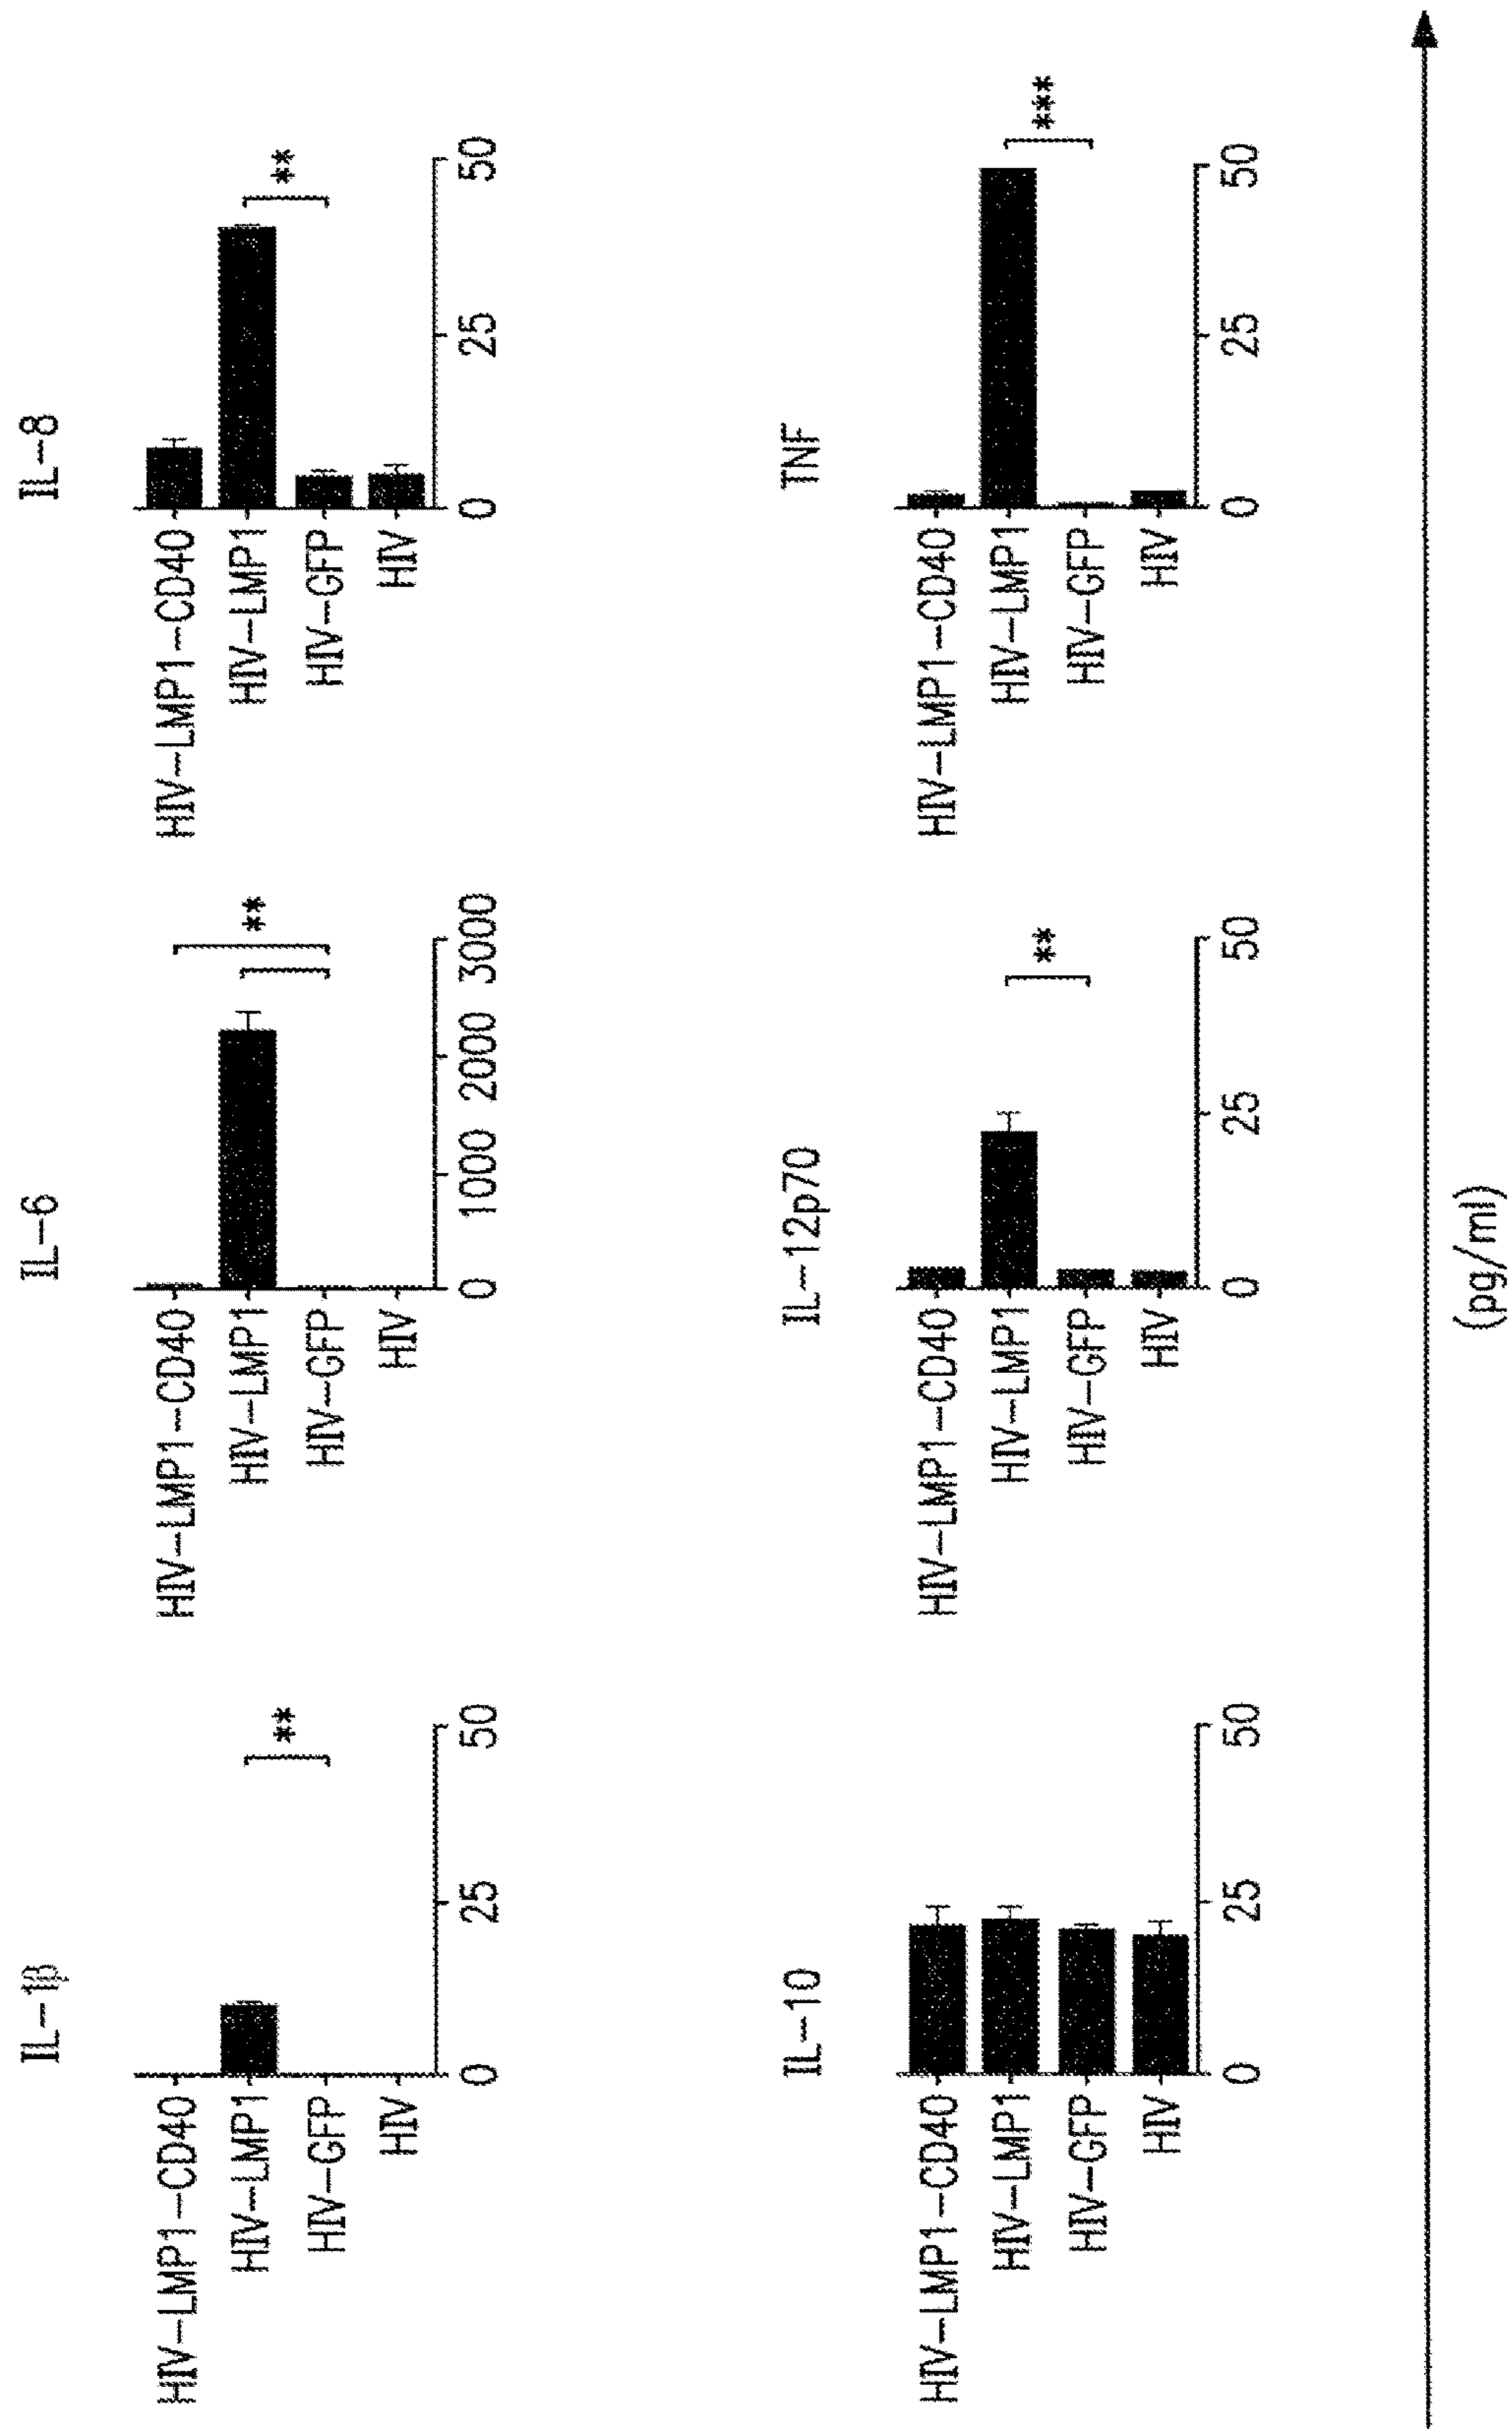 IL-1β
HIV-LMP1-CD40
HIV-LMP1
HIV-GFP
HIV
0 25 50
**
IL-6
HIV-LMP1-CD40
HIV-LMP1
HIV-GFP
HIV
0 1000 2000 3000
**
IL-8
HIV-LMP1-CD40
HIV-LMP1
HIV-GFP
HIV
0 25 50
**
IL-10
HIV-LMP1-CD40
HIV-LMP1
HIV-GFP
HIV
0 25 50
IL-12p70
HIV-LMP1-CD40
HIV-LMP1
HIV-GFP
HIV
0 25 50
**
TNF
HIV-LMP1-CD40
HIV-LMP1
HIV-GFP
HIV
0 25 50
***
(pg/ml)